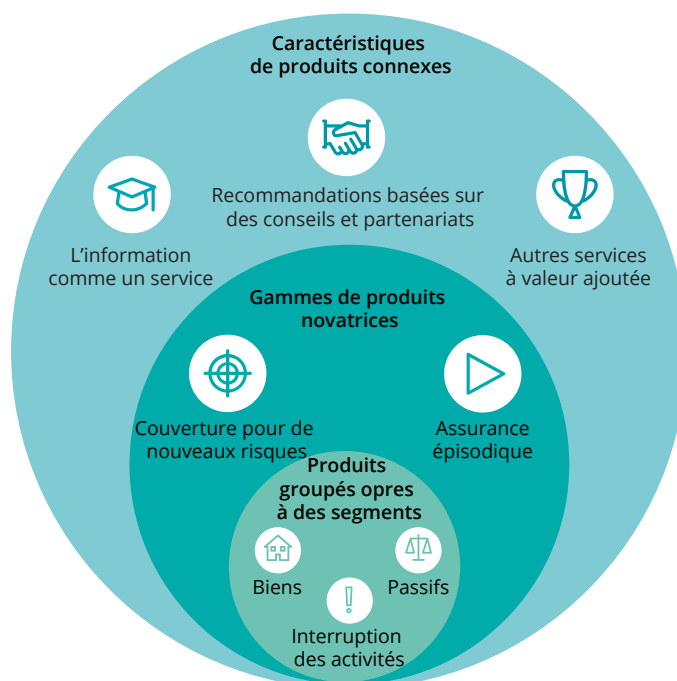 Caractéristiques
de produits connexes
Recommandations basées sur
des conseils et partenariats
L'information
comme un service
Autres services
à valeur ajoutée
Gammes de produits
novatrices
Couverture pour de
nouveaux risques
Assurance
épisodique
Produits
groupés opres
à des segments
Biens
Passifs
Interruption
des activités